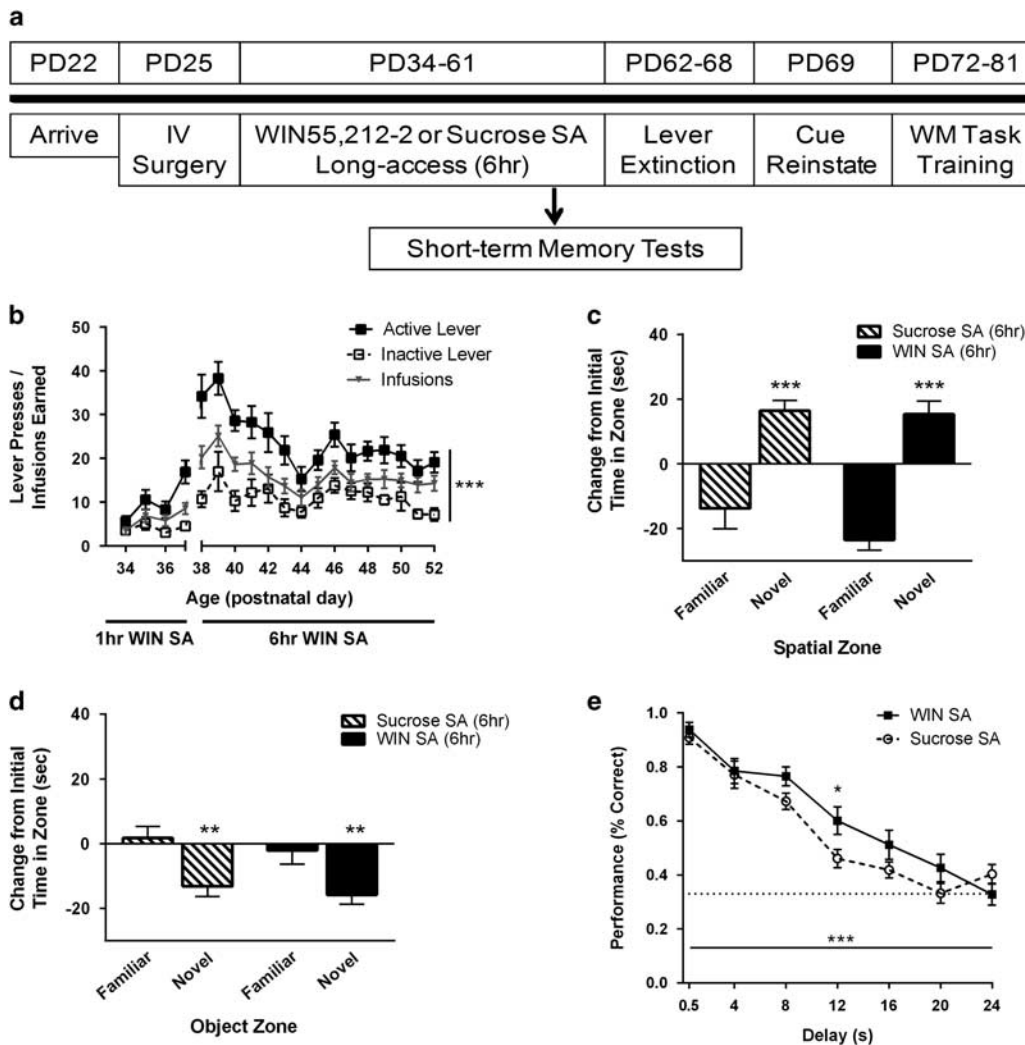 a
PD22 PD25 PD34-61 PD62-68 PD69 PD72-81
Arrive IV Surgery WIN55,212-2 or Sucrose SA Long-access (6hr) Lever Extinction Cue Reinstate WM Task Training
Short-term Memory Tests
b
Lever Presses / Infusions Earned
50
40
30
20
10
0
Active Lever
Inactive Lever
Infusions
***
34 36 38 40 42 44 46 48 50 52
Age (postnatal day)
1hr WIN SA 6hr WIN SA
c
Change from Initial Time in Zone (sec)
40
20
0
-20
Sucrose SA (6hr)
WIN SA (6hr)
*** ***
Familiar Novel Familiar Novel
Spatial Zone
d
Change from Initial Time in Zone (sec)
40
20
0
-20
Sucrose SA (6hr)
WIN SA (6hr)
** **
Familiar Novel Familiar Novel
Object Zone
e
Performance (% Correct)
1.0
0.8
0.6
0.4
0.2
0.0
WIN SA
Sucrose SA
*
***
0.5 4 8 12 16 20 24
Delay (s)